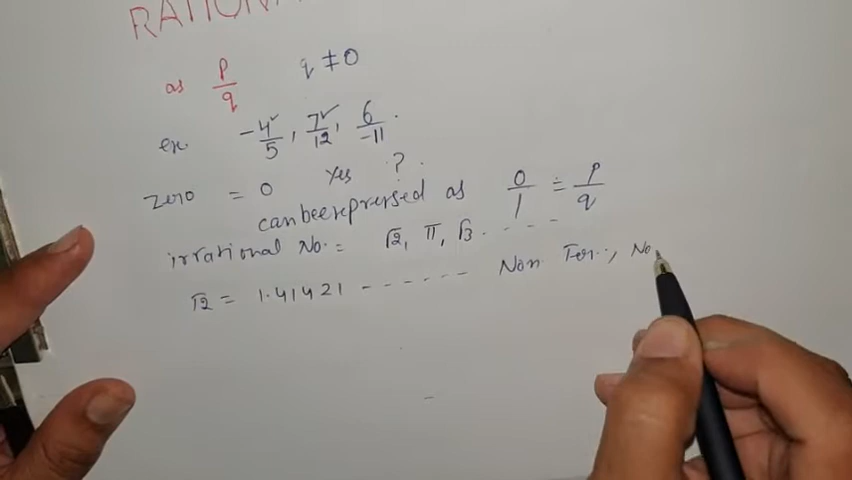 RATION
as p/q q ≠ 0
ex. -4/5, 7/12, 6/-11.
Zero = 0 Yes ?
can be represed as 0/1 = p/q
irrational No. = √2, π, √3 . - - - -
√2 = 1.41421 - - - - - - - Non Ter., No